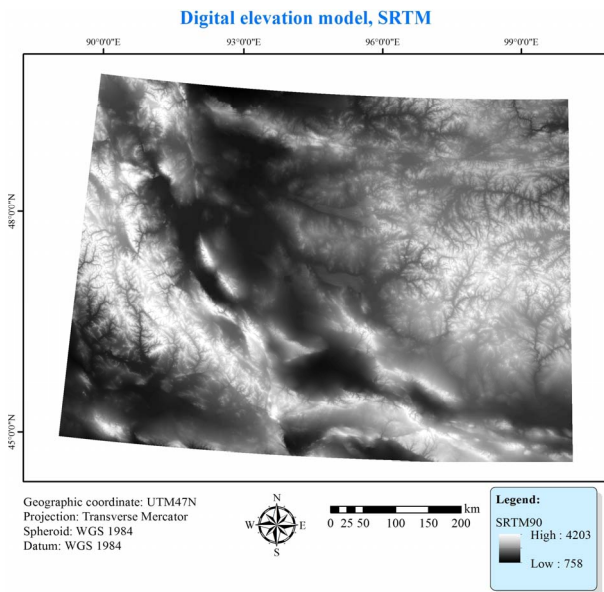 Digital elevation model, SRTM
90°0'0"E 93°0'0"E 96°0'0"E 99°0'0"E
48°0'0"N
45°0'0"N
Geographic coordinate: UTM47N
Projection: Transverse Mercator
Spheroid: WGS 1984
Datum: WGS 1984
N
W E
S
km
0 25 50 100 150 200
Legend:
SRTM90
High : 4203
Low : 758